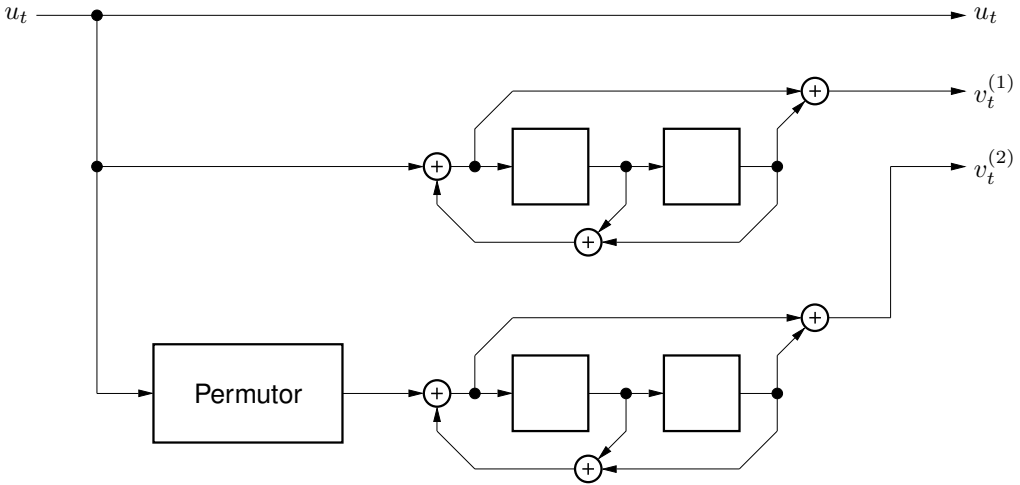 u_t u_t
v_t^{(1)}
v_t^{(2)}
+
+
+
+
+
Permutor +
+